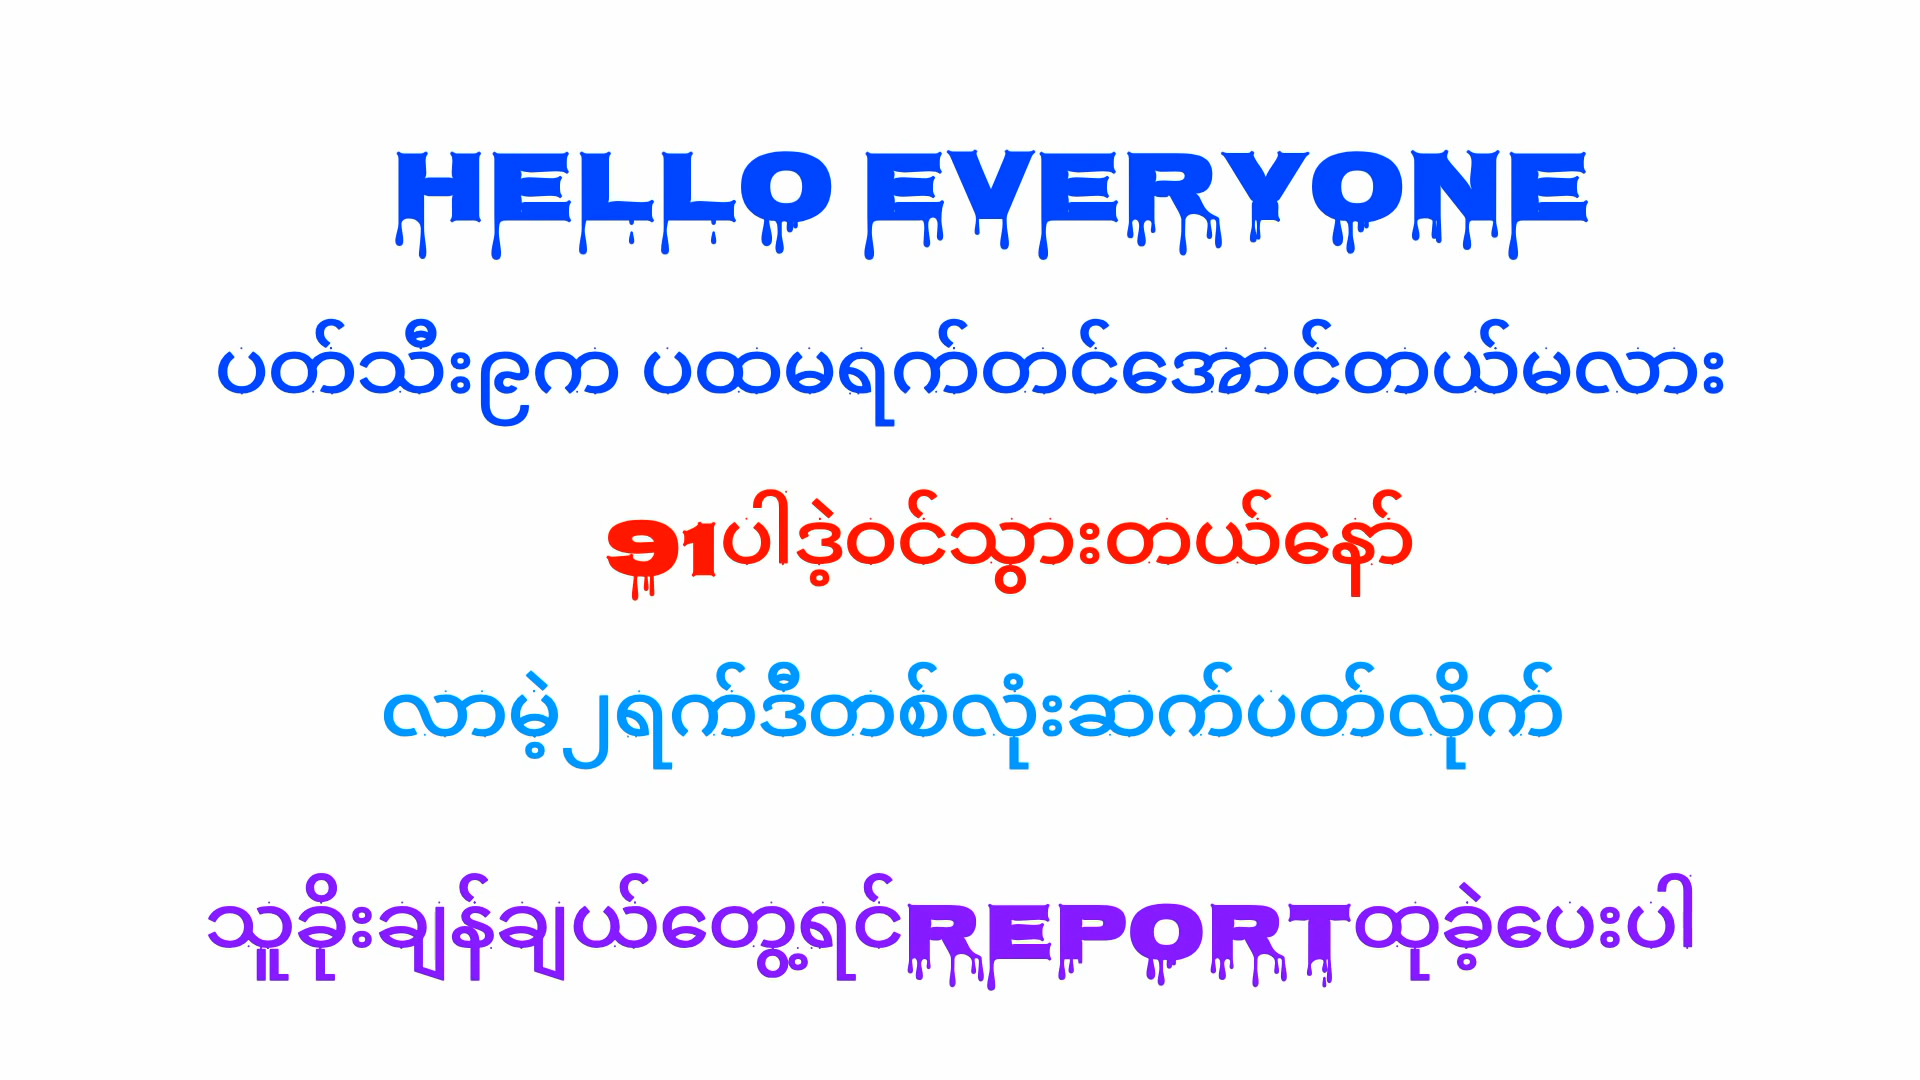 HELLO EVERYONE
ပတ်သီး၉က ပထမရက်တင်အောင်တယ်မလား
91ပါဒဲ့ဝင်သွားတယ်နော်
လာမဲ့၂ရက်ဒီတစ်လုံးဆက်ပတ်လိုက်
သူခိုးချန်ချယ်တွေ့ရင်REPORTထုခဲ့ပေးပါ